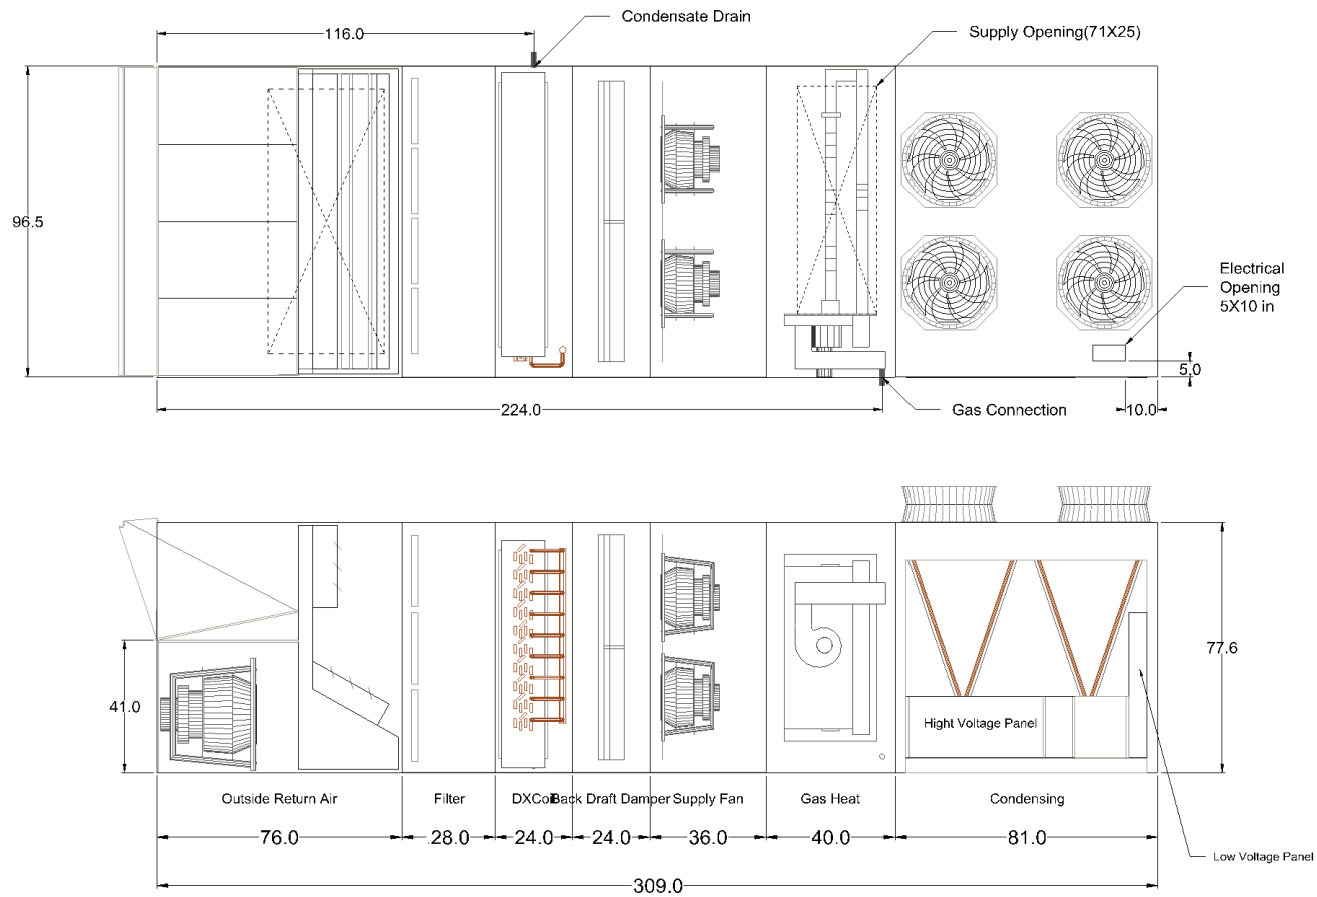 Condensate Drain
116.0
Supply Opening(71X25)
96.5
Electrical
Opening
5X10 in
5.0
224.0
Gas Connection
10.0
77.6
41.0
Hight Voltage Panel
Outside Return Air
Filter
DXCoil
Back Draft Damper
Supply Fan
Gas Heat
Condensing
76.0
28.0
24.0
24.0
36.0
40.0
81.0
Low Voltage Panel
309.0